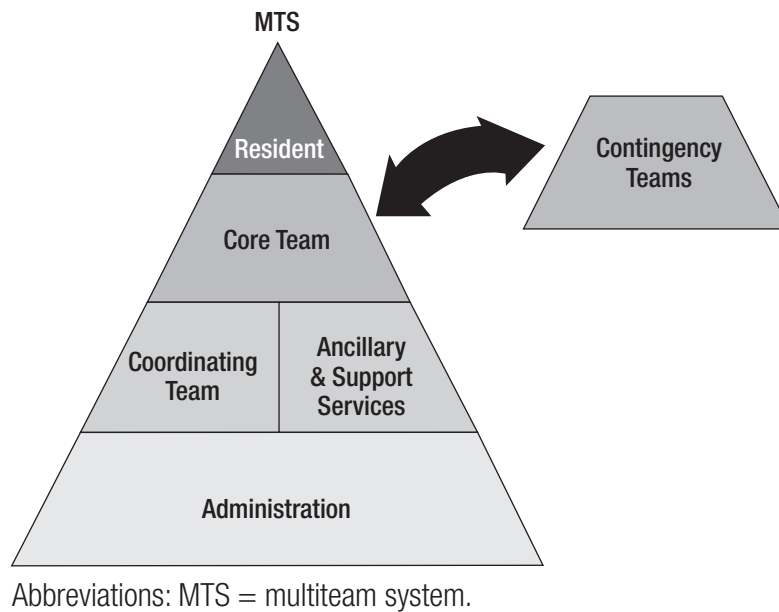 MTS
Resident
Contingency
Teams
Core Team
Coordinating
Team
Ancillary
& Support
Services
Administration
Abbreviations: MTS = multiteam system.